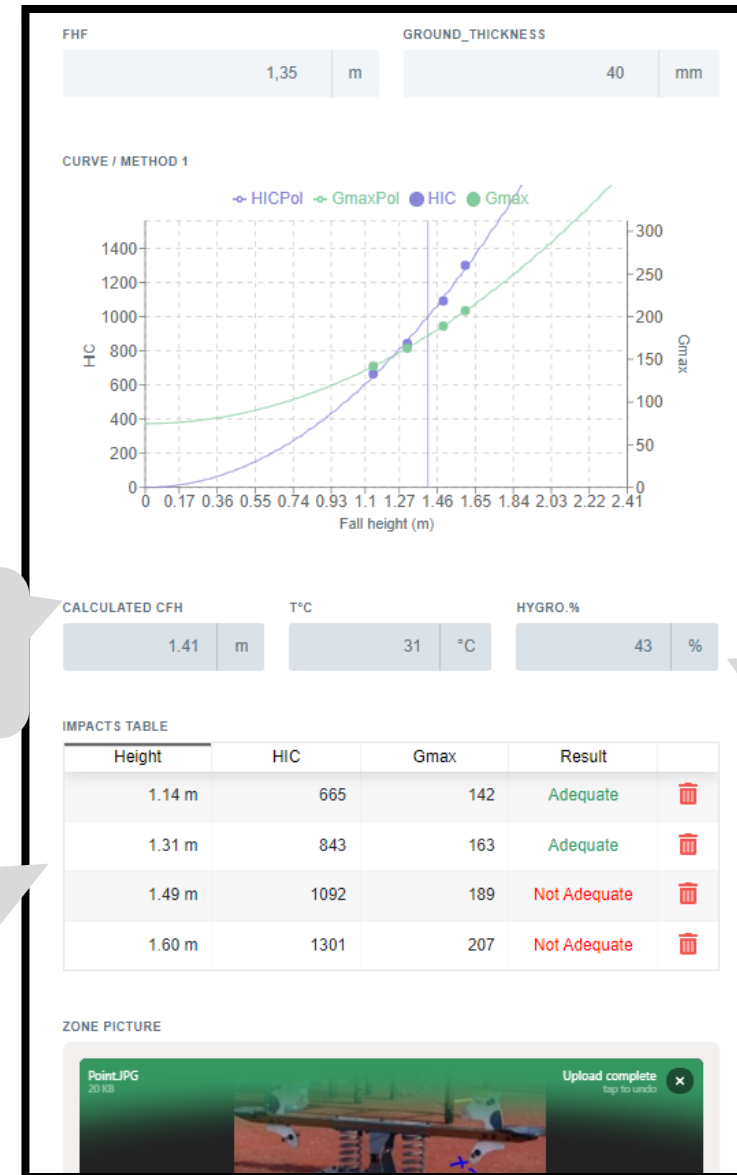 FHF GROUND_THICKNESS
1,35 m 40 mm
CURVE / METHOD 1
HICPol GmaxPol HIC Gmax
1400
1200
1000
800
600
400
200
0
HIC
300
250
200
150
100
50
0
Gmax
0 0.17 0.36 0.55 0.74 0.93 1.1 1.27 1.46 1.65 1.84 2.03 2.22 2.41
Fall height (m)
CALCULATED CFH T°C HYGRO.%
1.41 m 31 °C 43 %
IMPACTS TABLE
Height HIC Gmax Result
1.14 m 665 142 Adequate
1.31 m 843 163 Adequate
1.49 m 1092 189 Not Adequate
1.60 m 1301 207 Not Adequate
ZONE PICTURE
Point.JPG Upload complete
20 KB tap to undo